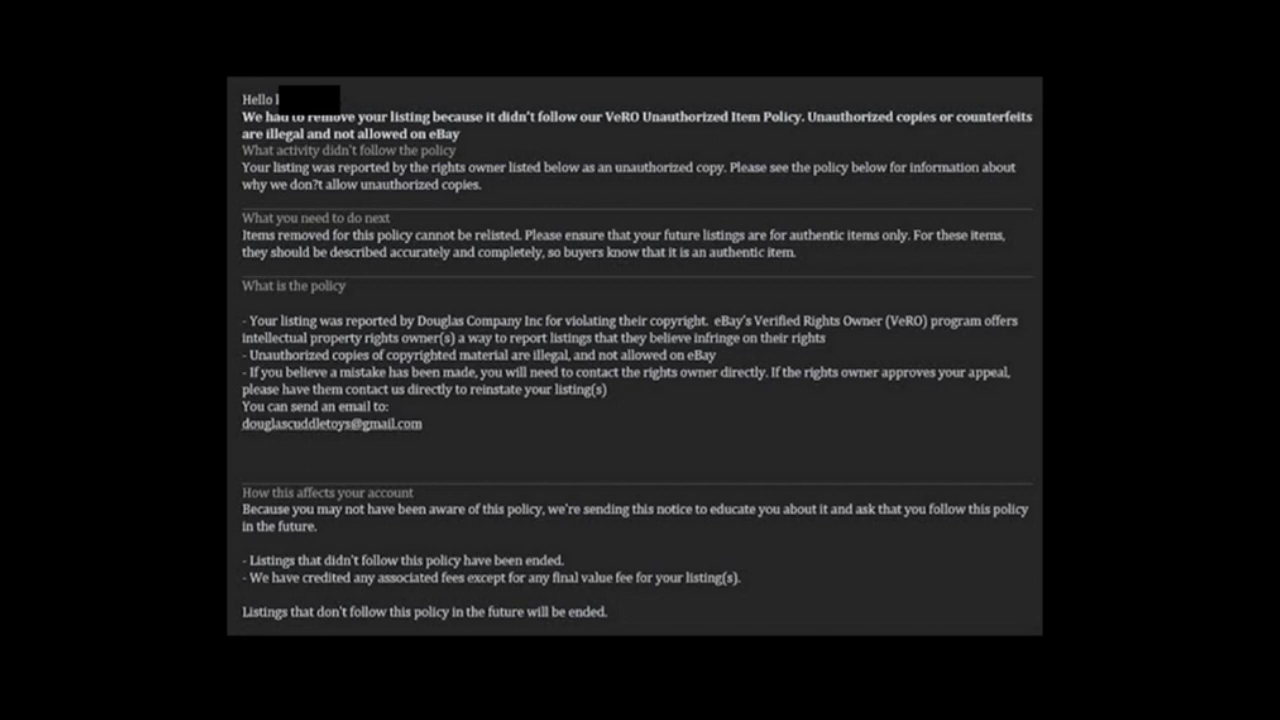 Hello
We had to remove your listing because it didn't follow our VeRO Unauthorized Item Policy. Unauthorized copies or counterfeits
are illegal and not allowed on eBay
What activity didn't follow the policy
Your listing was reported by the rights owner listed below as an unauthorized copy. Please see the policy below for information about
why we don?t allow unauthorized copies.
What you need to do next
Items removed for this policy cannot be relisted. Please ensure that your future listings are for authentic items only. For these items,
they should be described accurately and completely, so buyers know that it is an authentic item.
What is the policy
- Your listing was reported by Douglas Company Inc for violating their copyright. eBay's Verified Rights Owner (VeRO) program offers
intellectual property rights owner(s) a way to report listings that they believe infringe on their rights
- Unauthorized copies of copyrighted material are illegal, and not allowed on eBay
- If you believe a mistake has been made, you will need to contact the rights owner directly. If the rights owner approves your appeal,
please have them contact us directly to reinstate your listing(s)
You can send an email to:
douglascuddletoys@gmail.com
How this affects your account
Because you may not have been aware of this policy, we're sending this notice to educate you about it and ask that you follow this policy
in the future.
- Listings that didn't follow this policy have been ended.
- We have credited any associated fees except for any final value fee for your listing(s).
Listings that don't follow this policy in the future will be ended.